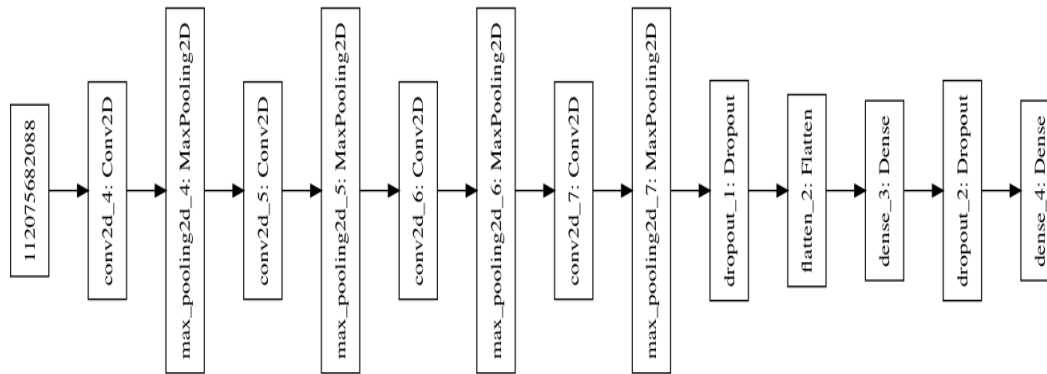 112075682088
conv2d_4: Conv2D
max_pooling2d_4: MaxPooling2D
conv2d_5: Conv2D
max_pooling2d_5: MaxPooling2D
conv2d_6: Conv2D
max_pooling2d_6: MaxPooling2D
conv2d_7: Conv2D
max_pooling2d_7: MaxPooling2D
dropout_1: Dropout
flatten_2: Flatten
dense_3: Dense
dropout_2: Dropout
dense_4: Dense